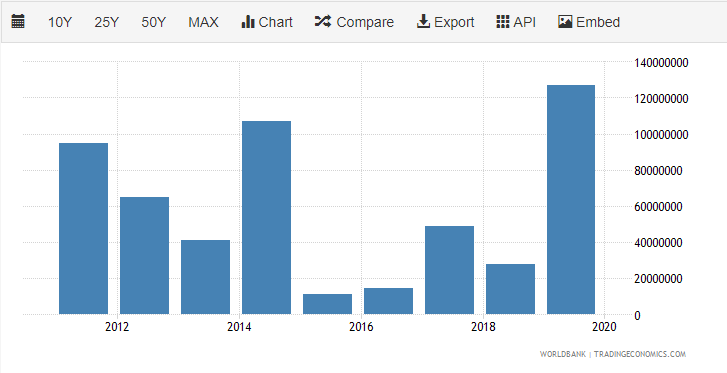 10Y 25Y 50Y MAX Chart Compare Export API Embed
140000000
120000000
100000000
80000000
60000000
40000000
20000000
0
2012 2014 2016 2018 2020
WORLDBANK | TRADINGECONOMICS.COM